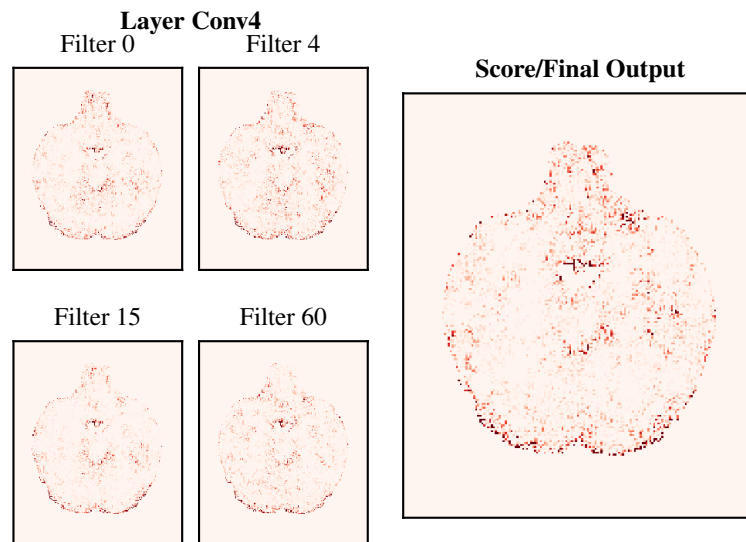 Layer Conv4
Filter 0
Filter 4
Score/Final Output
Filter 15
Filter 60